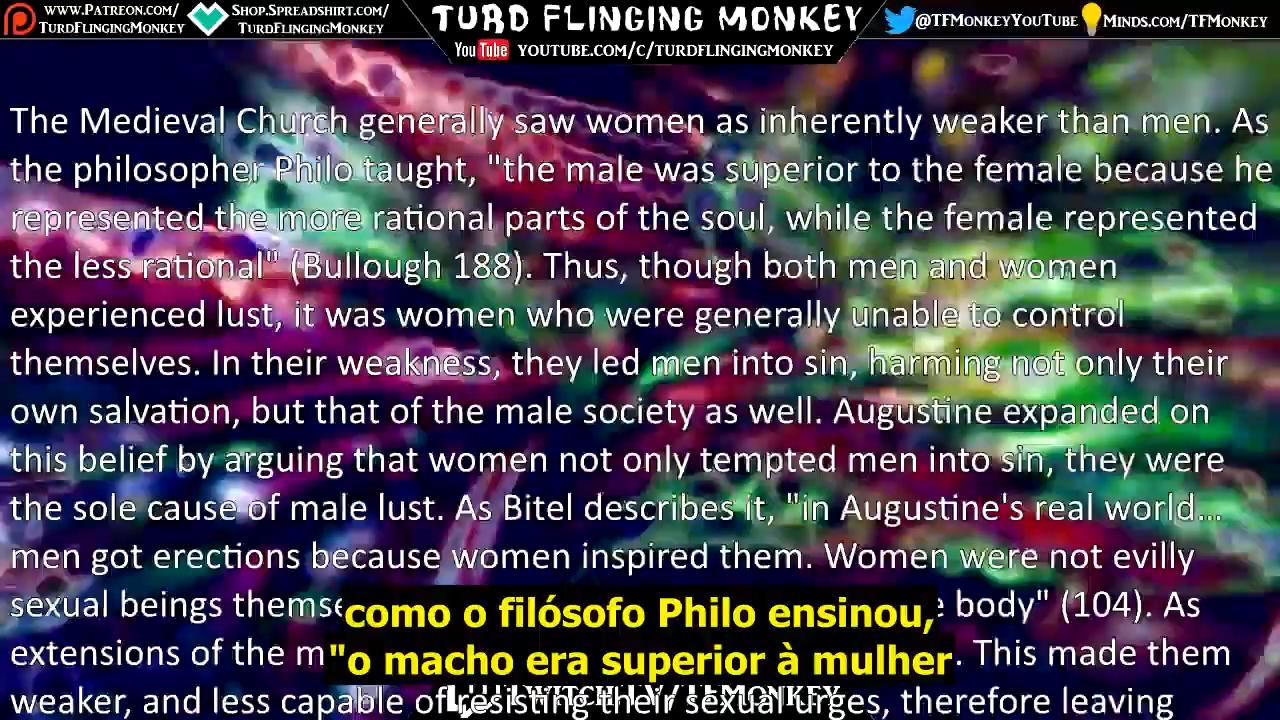 www.Patreon.com/
TurdFlingingMonkey
Shop.Spreadshirt.com/
TurdFlingingMonkey
TURD FLINGING MONKEY
YouTube youtube.com/c/turdflingingmonkey
@TFMonkeyYouTube
Minds.com/TFMonkey
The Medieval Church generally saw women as inherently weaker than men. As
the philosopher Philo taught, "the male was superior to the female because he
represented the more rational parts of the soul, while the female represented
the less rational" (Bullough 188). Thus, though both men and women
experienced lust, it was women who were generally unable to control
themselves. In their weakness, they led men into sin, harming not only their
own salvation, but that of the male society as well. Augustine expanded on
this belief by arguing that women not only tempted men into sin, they were
the sole cause of male lust. As Bitel describes it, "in Augustine's real world...
men got erections because women inspired them. Women were not evilly
sexual beings body" (104). As
extensions of the . This made them
weaker, and less capable of resisting their sexual urges, therefore leaving
como o filósofo Philo ensinou,
"o macho era superior à mulher
twitch.tv/TFMonkey